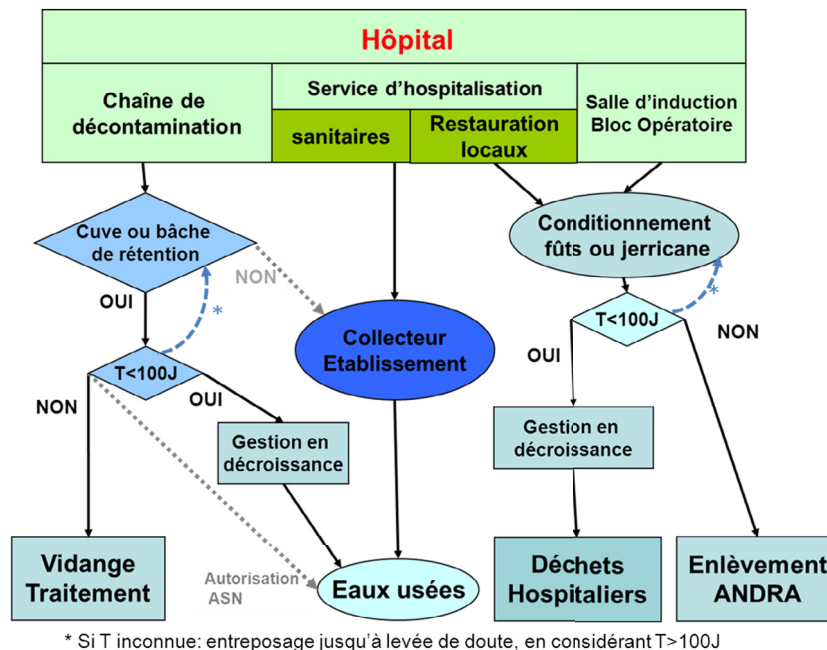 Hôpital
Chaîne de
décontamination
Service d'hospitalisation
sanitaires
Restauration
locaux
Salle d'induction
Bloc Opératoire
Cuve ou bâche
de rétention
NON
OUI
*
Conditionnement
fûts ou jerricane
*
T<100J
NON
OUI
Collecteur
Etablissement
T<100J
NON
OUI
Gestion en
décroissance
Gestion en
décroissance
Vidange
Traitement
Autorisation
ASN
Eaux usées
Déchets
Hospitaliers
Enlèvement
ANDRA
* Si T inconnue: entreposage jusqu'à levée de doute, en considérant T>100J